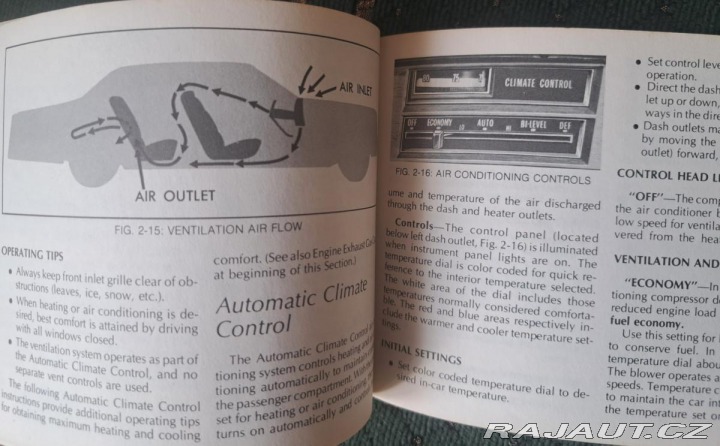 AIR INLET
AIR OUTLET
FIG. 2-15: VENTILATION AIR FLOW
OPERATING TIPS
• Always keep front inlet grille clear of ob-
structions (leaves, ice, snow, etc.).
• When heating or air conditioning is de-
sired, best comfort is attained by driving
with all windows closed.
• The ventilation system operates as part of
the Automatic Climate Control, and no
separate vent controls are used.
The following Automatic Climate Control
instructions provide additional operating tips
for obtaining maximum heating and cooling
comfort. (See also Engine Exhaust
at beginning of this Section.)
Automatic Climate
Control
The Automatic Climate Control
tioning system controls heating and
tioning automatically to maintain
the passenger compartment. With
set for heating or air conditioning
turns on automatically and
65 75
CLIMATE CONTROL
OFF ECONOMY LO AUTO HI BI-LEVEL DEF
FIG. 2-16: AIR CONDITIONING CONTROLS
ume and temperature of the air discharged
through the dash and heater outlets.
Controls—The control panel (located
below left dash outlet, Fig. 2-16) is illuminated
when instrument panel lights are on. The
temperature dial is color coded for quick re-
ference to the interior temperature selected.
The white area of the dial includes those
temperatures normally considered comforta-
ble. The red and blue areas respectively in-
clude the warmer and cooler temperature set-
tings.
INITIAL SETTINGS
• Set color coded temperature dial to de-
sired in-car temperature.
• Set control leve
operation.
• Direct the dash
let up or down,
ways in the dire
• Dash outlets ma
by moving the
outlet) forward,
CONTROL HEAD LE
"OFF"—The comp
the air conditioner b
low speed for ventila
vered from the hea
VENTILATION AND
"ECONOMY"—In
tioning compressor d
reduced engine load
fuel economy.
Use this setting for
to conserve fuel. In
temperature dial abou
The blower operates a
speeds. Temperature c
to maintain the car int
the temperature set o
RAJAUT.CZ